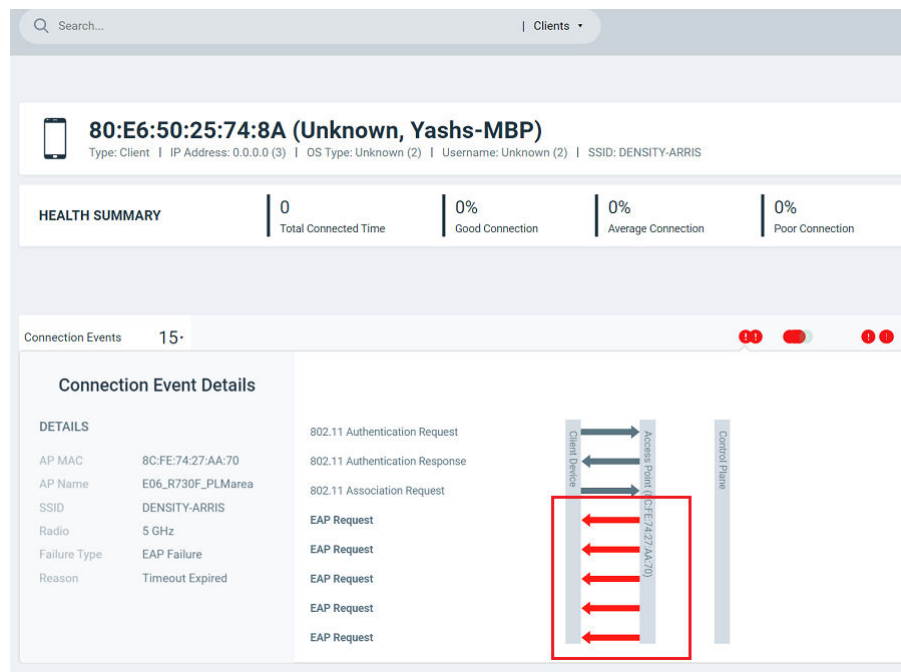 Search...
| Clients
80:E6:50:25:74:8A (Unknown, Yashs-MBP)
Type: Client | IP Address: 0.0.0.0 (3) | OS Type: Unknown (2) | Username: Unknown (2) | SSID: DENSITY-ARRIS
HEALTH SUMMARY
0
Total Connected Time
0%
Good Connection
0%
Average Connection
0%
Poor Connection
Connection Events 15
Connection Event Details
DETAILS
AP MAC 8C:FE:74:27:AA:70
AP Name E06_R730F_PLMarea
SSID DENSITY-ARRIS
Radio 5 GHz
Failure Type EAP Failure
Reason Timeout Expired
802.11 Authentication Request
802.11 Authentication Response
802.11 Association Request
EAP Request
EAP Request
EAP Request
EAP Request
EAP Request
Client Device
Access Point (8C:FE:74:27:AA:70)
Control Plane